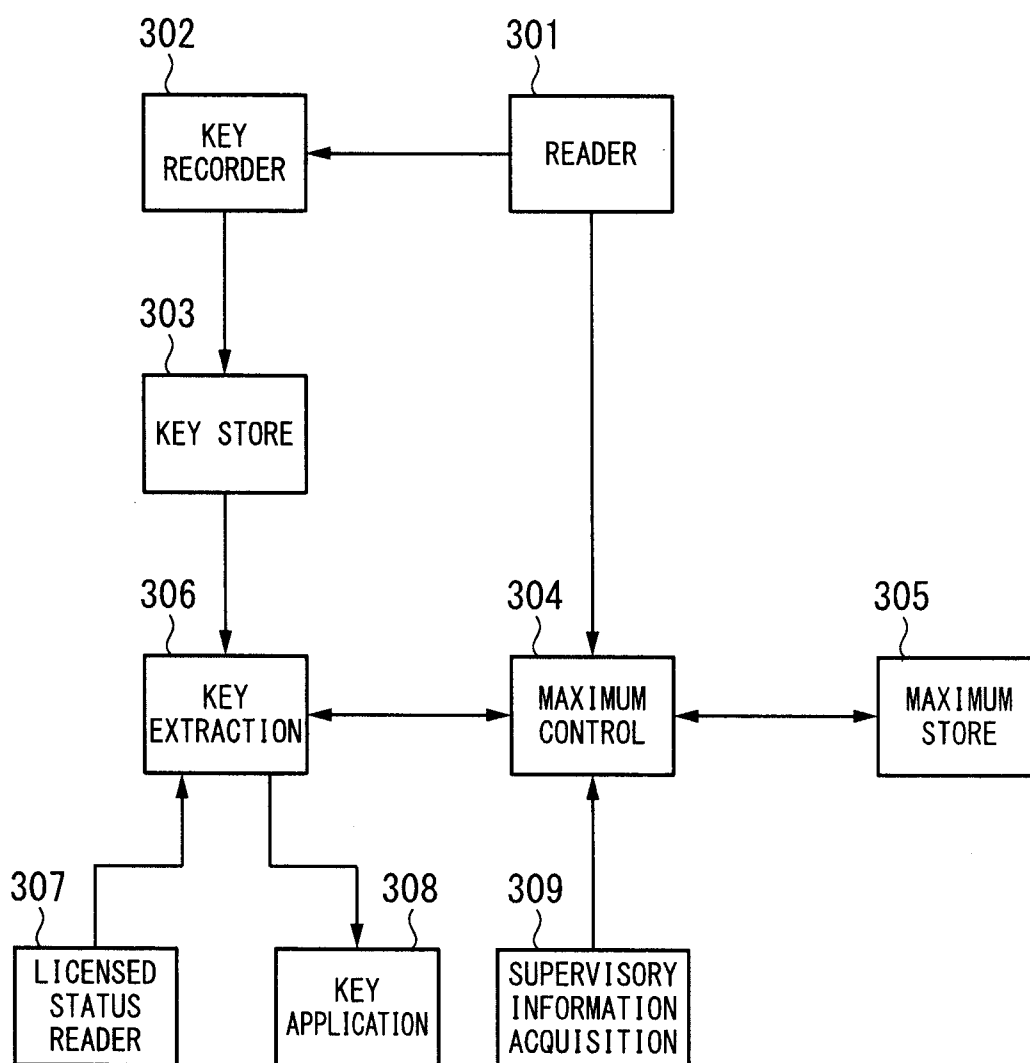 302
301
KEY
RECORDER
READER
303
KEY STORE
306
304
305
KEY
EXTRACTION
MAXIMUM
CONTROL
MAXIMUM
STORE
307
308
309
LICENSED
STATUS
READER
KEY
APPLICATION
SUPERVISORY
INFORMATION
ACQUISITION